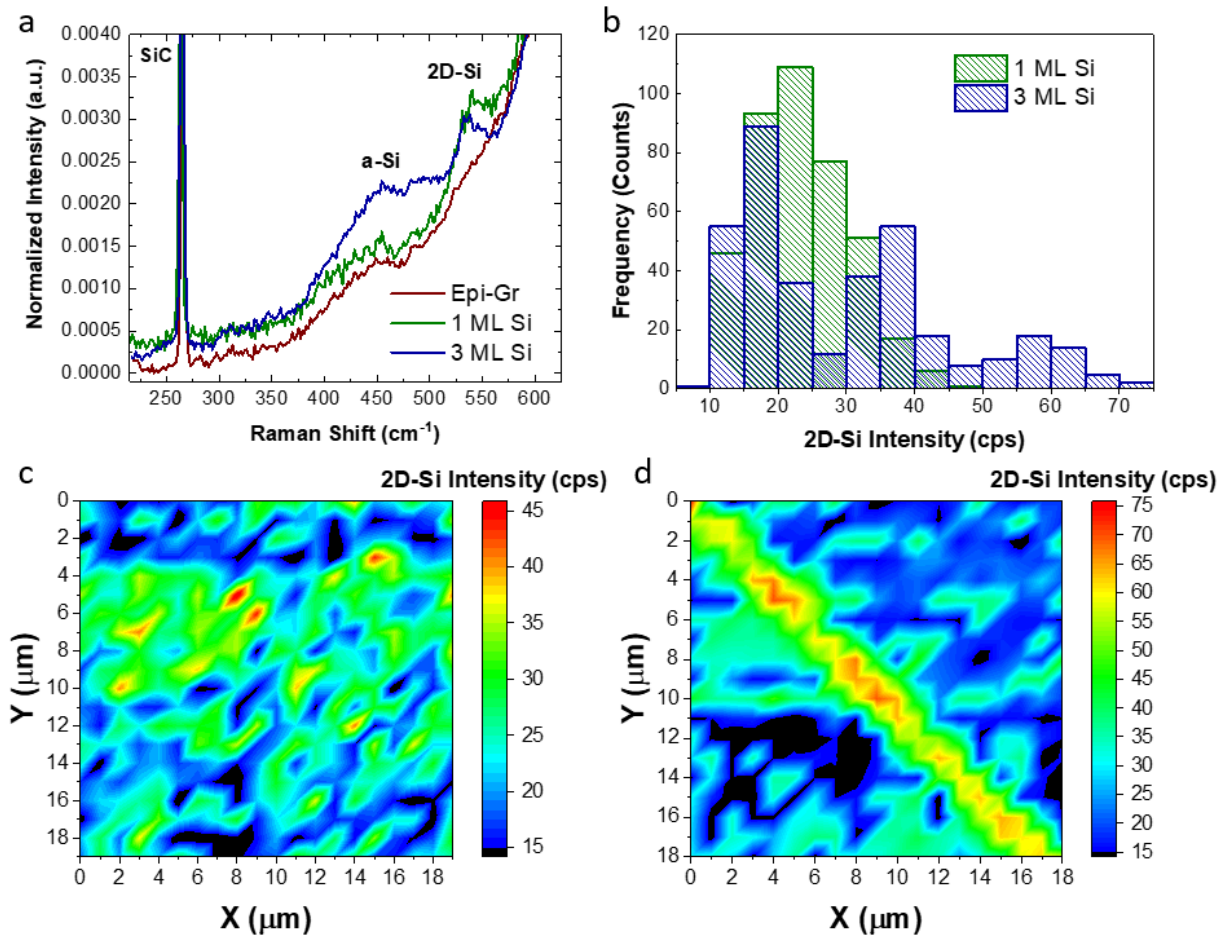 a
0.0040
0.0035
0.0030
0.0025
0.0020
0.0015
0.0010
0.0005
0.0000
Normalized Intensity (a.u.)
SiC
2D-Si
a-Si
Epi-Gr
1 ML Si
3 ML Si
250 300 350 400 450 500 550 600
Raman Shift (cm⁻¹)
b
120
100
80
60
40
20
0
Frequency (Counts)
1 ML Si
3 ML Si
10 20 30 40 50 60 70
2D-Si Intensity (cps)
c
2D-Si Intensity (cps)
0
2
4
6
8
10
12
14
16
18
Y (μm)
0 2 4 6 8 10 12 14 16 18
X (μm)
45
40
35
30
25
20
15
d
2D-Si Intensity (cps)
0
2
4
6
8
10
12
14
16
18
Y (μm)
0 2 4 6 8 10 12 14 16 18
X (μm)
75
70
65
60
55
50
45
40
35
30
25
20
15